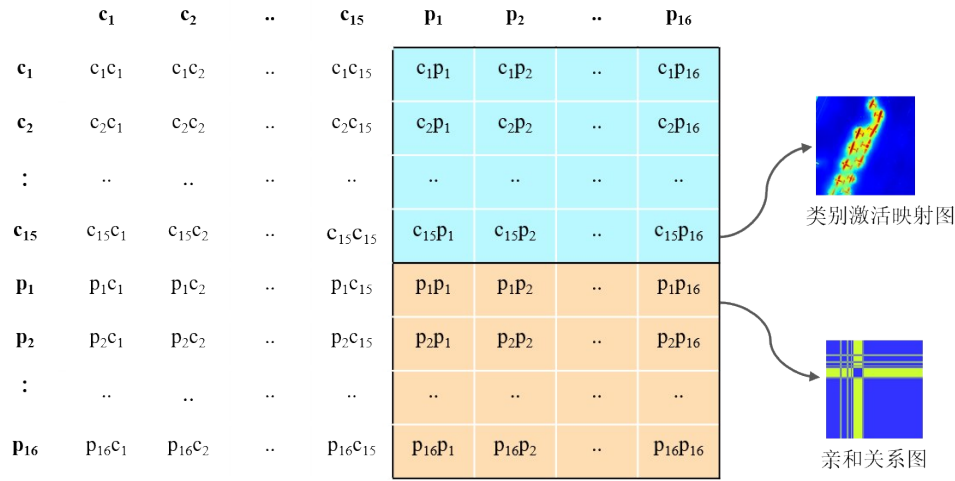 c₁ c₂ .. c₁₅ p₁ p₂ .. p₁₆
c₁ c₁c₁ c₁c₂ .. c₁c₁₅ c₁p₁ c₁p₂ .. c₁p₁₆
c₂ c₂c₁ c₂c₂ .. c₂c₁₅ c₂p₁ c₂p₂ .. c₂p₁₆
: .. .. .. .. .. .. .. ..
c₁₅ c₁₅c₁ c₁₅c₂ .. c₁₅c₁₅ c₁₅p₁ c₁₅p₂ .. c₁₅p₁₆
p₁ p₁c₁ p₁c₂ .. p₁c₁₅ p₁p₁ p₁p₂ .. p₁p₁₆
p₂ p₂c₁ p₂c₂ .. p₂c₁₅ p₂p₁ p₂p₂ .. p₂p₁₆
: .. .. .. .. .. .. .. ..
p₁₆ p₁₆c₁ p₁₆c₂ .. p₁₆c₁₅ p₁₆p₁ p₁₆p₂ .. p₁₆p₁₆
类别激活映射图
亲和关系图